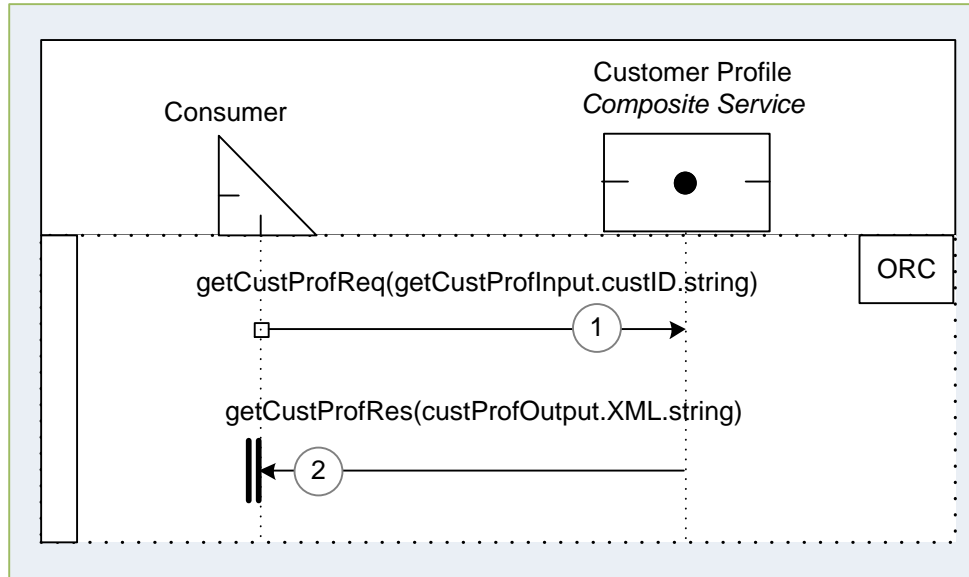 Customer Profile
Composite Service
Consumer
ORC
getCustProfReq(getCustProfInput.custID.string)
1
getCustProfRes(custProfOutput.XML.string)
2